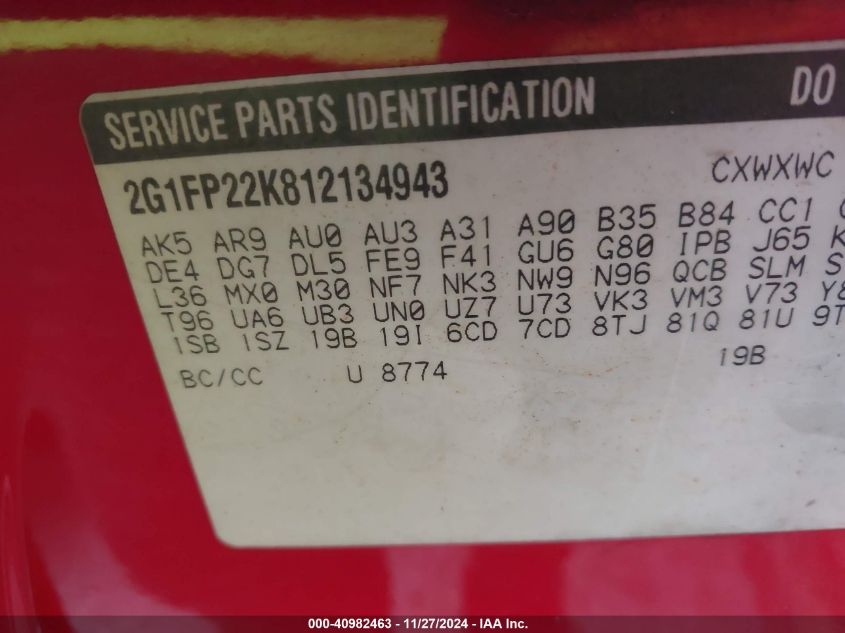 SERVICE PARTS IDENTIFICATION DO
2G1FP22K812134943 CXWXWC
AK5 AR9 AU0 AU3 A31 A90 B35 B84 CC1
DE4 DG7 DL5 FE9 F41 GU6 G80 IPB J65 K
L36 MX0 M30 NF7 NK3 NW9 N96 QCB SLM S
T96 UA6 UB3 UN0 UZ7 U73 VK3 VM3 V73 Y8
1SB 1SZ 19B 19I 6CD 7CD 8TJ 81Q 81U 9T
BC/CC U 8774 19B
000-40982463 - 11/27/2024 - IAA Inc.